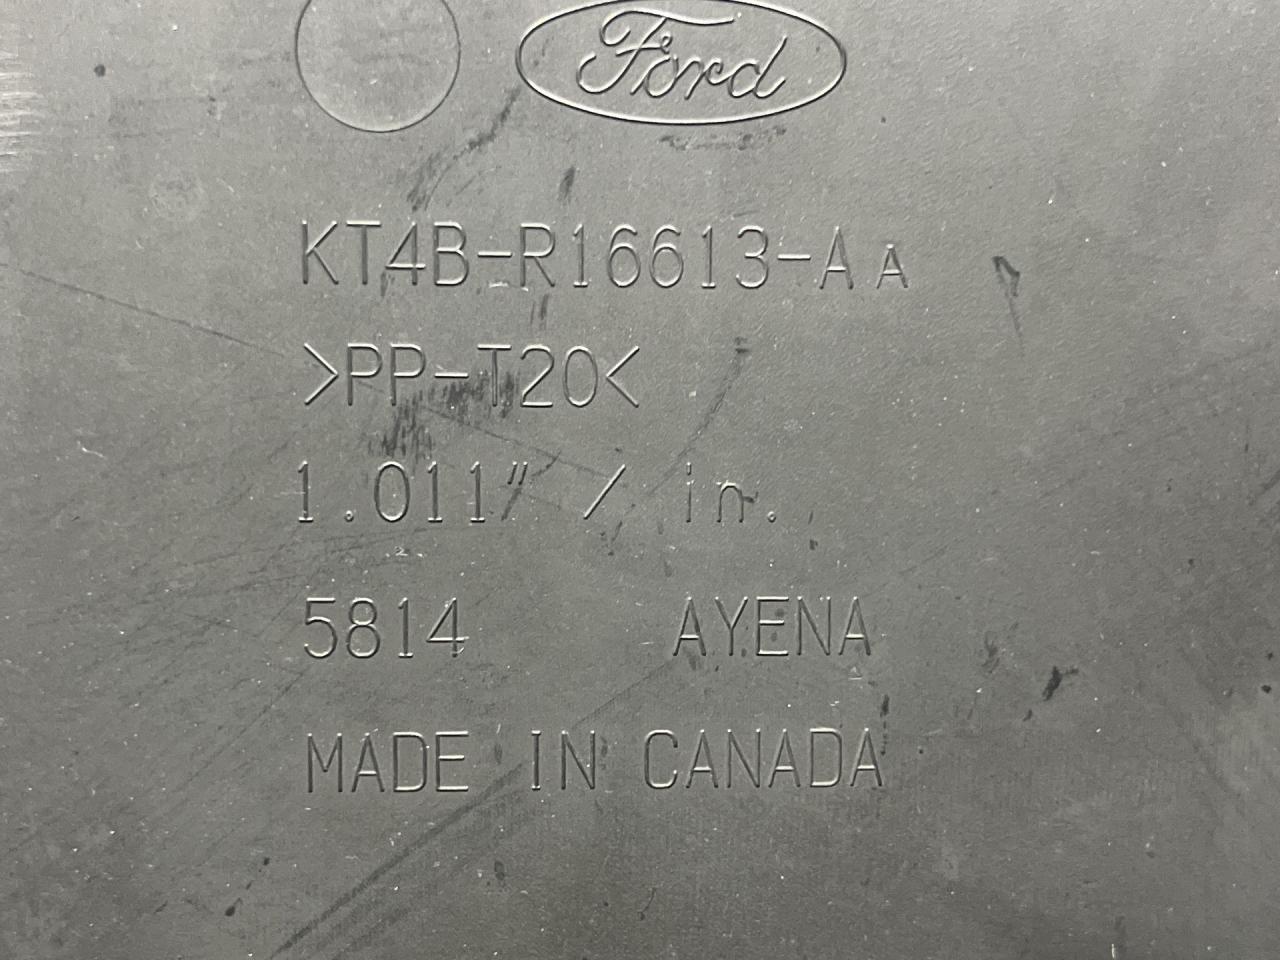 Ford
KT4B-R16613-AA
>PP-T20<
1.011" / in.
5814 AYENA
MADE IN CANADA